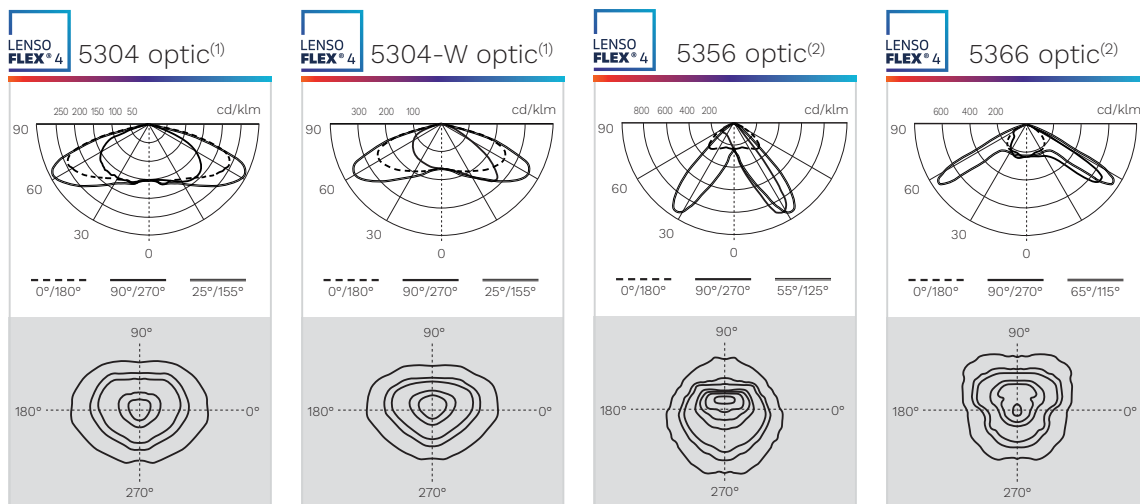 LENSO
FLEX® 4
5304 optic(1)
250 200 150 100 50
cd/klm
90
60
30
0
0°/180° 90°/270° 25°/155°
90°
180° 0°
270°
LENSO
FLEX® 4
5304-W optic(1)
300 200 100
cd/klm
90
60
30
0
0°/180° 90°/270° 25°/155°
90°
180° 0°
270°
LENSO
FLEX® 4
5356 optic(2)
800 600 400 200
cd/klm
90
60
30
0
0°/180° 90°/270° 55°/125°
90°
180° 0°
270°
LENSO
FLEX® 4
5366 optic(2)
600 400 200
cd/klm
90
60
30
0
0°/180° 90°/270° 65°/115°
90°
180° 0°
270°